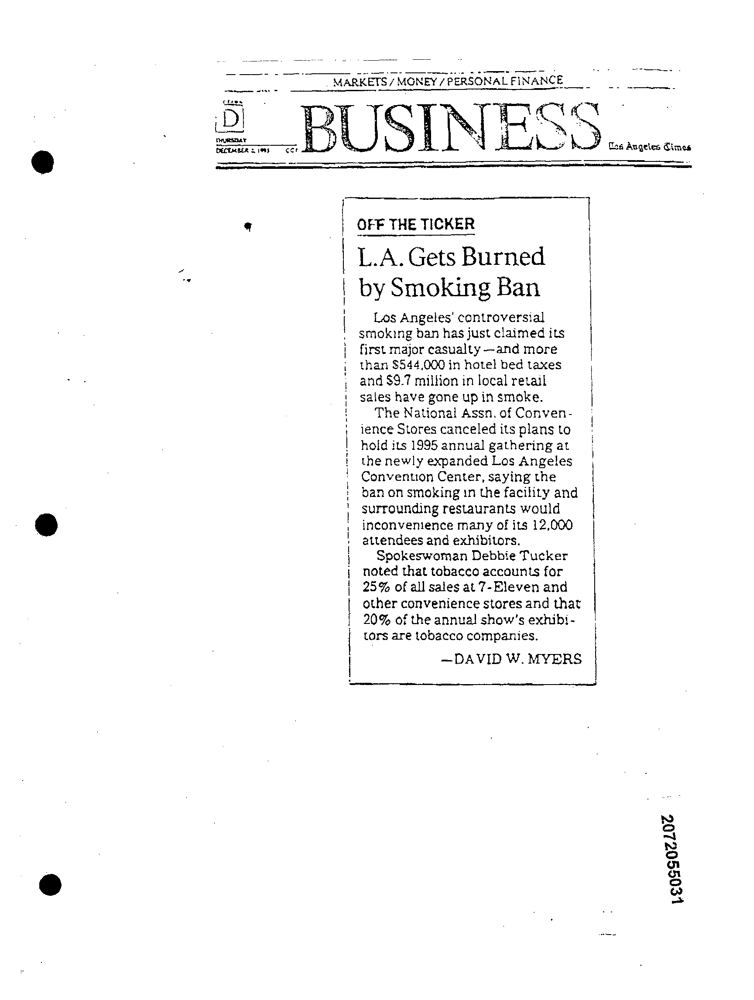 MARKETS / MONEY / PERSONAL FINANCE
D
THURSDAY
DECEMBER 2, 1993
CCT
BUSINESS
Los Angeles Times
OFF THE TICKER
L.A. Gets Burned
by Smoking Ban
Los Angeles' controversial
smoking ban has just claimed its
first major casualty—and more
than $544,000 in hotel bed taxes
and $9.7 million in local retail
sales have gone up in smoke.
The National Assn. of Conven-
ience Stores canceled its plans to
hold its 1995 annual gathering at
the newly expanded Los Angeles
Convention Center, saying the
ban on smoking in the facility and
surrounding restaurants would
inconvenience many of its 12,000
attendees and exhibitors.
Spokeswoman Debbie Tucker
noted that tobacco accounts for
25% of all sales at 7-Eleven and
other convenience stores and that
20% of the annual show's exhibi-
tors are tobacco companies.
—DAVID W. MYERS
2072055031